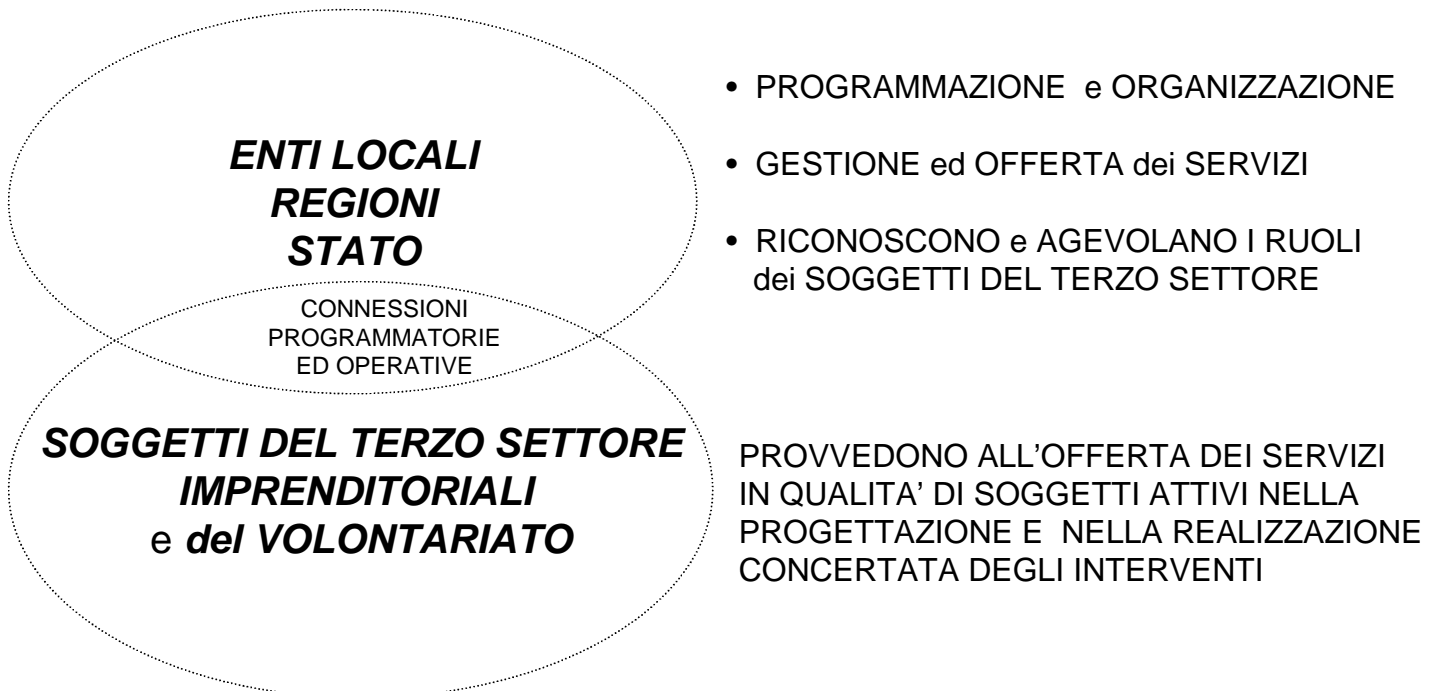 ENTI LOCALI
REGIONI
STATO
• PROGRAMMAZIONE e ORGANIZZAZIONE
• GESTIONE ed OFFERTA dei SERVIZI
• RICONOSCONO e AGEVOLANO I RUOLI
dei SOGGETTI DEL TERZO SETTORE
CONNESSIONI
PROGRAMMATORIE
ED OPERATIVE
SOGGETTI DEL TERZO SETTORE
IMPRENDITORIALI
e del VOLONTARIATO
PROVVEDONO ALL’OFFERTA DEI SERVIZI
IN QUALITA’ DI SOGGETTI ATTIVI NELLA
PROGETTAZIONE E NELLA REALIZZAZIONE
CONCERTATA DEGLI INTERVENTI